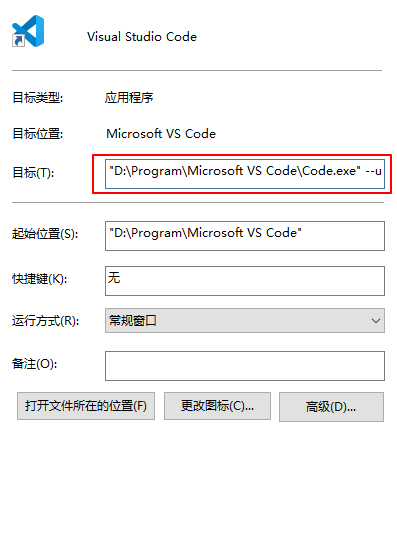 Visual Studio Code
目标类型: 应用程序
目标位置: Microsoft VS Code
目标(T): "D:\Program\Microsoft VS Code\Code.exe" --u
起始位置(S): "D:\Program\Microsoft VS Code"
快捷键(K): 无
运行方式(R): 常规窗口
备注(O):
打开文件所在的位置(F) 更改图标(C)... 高级(D)...